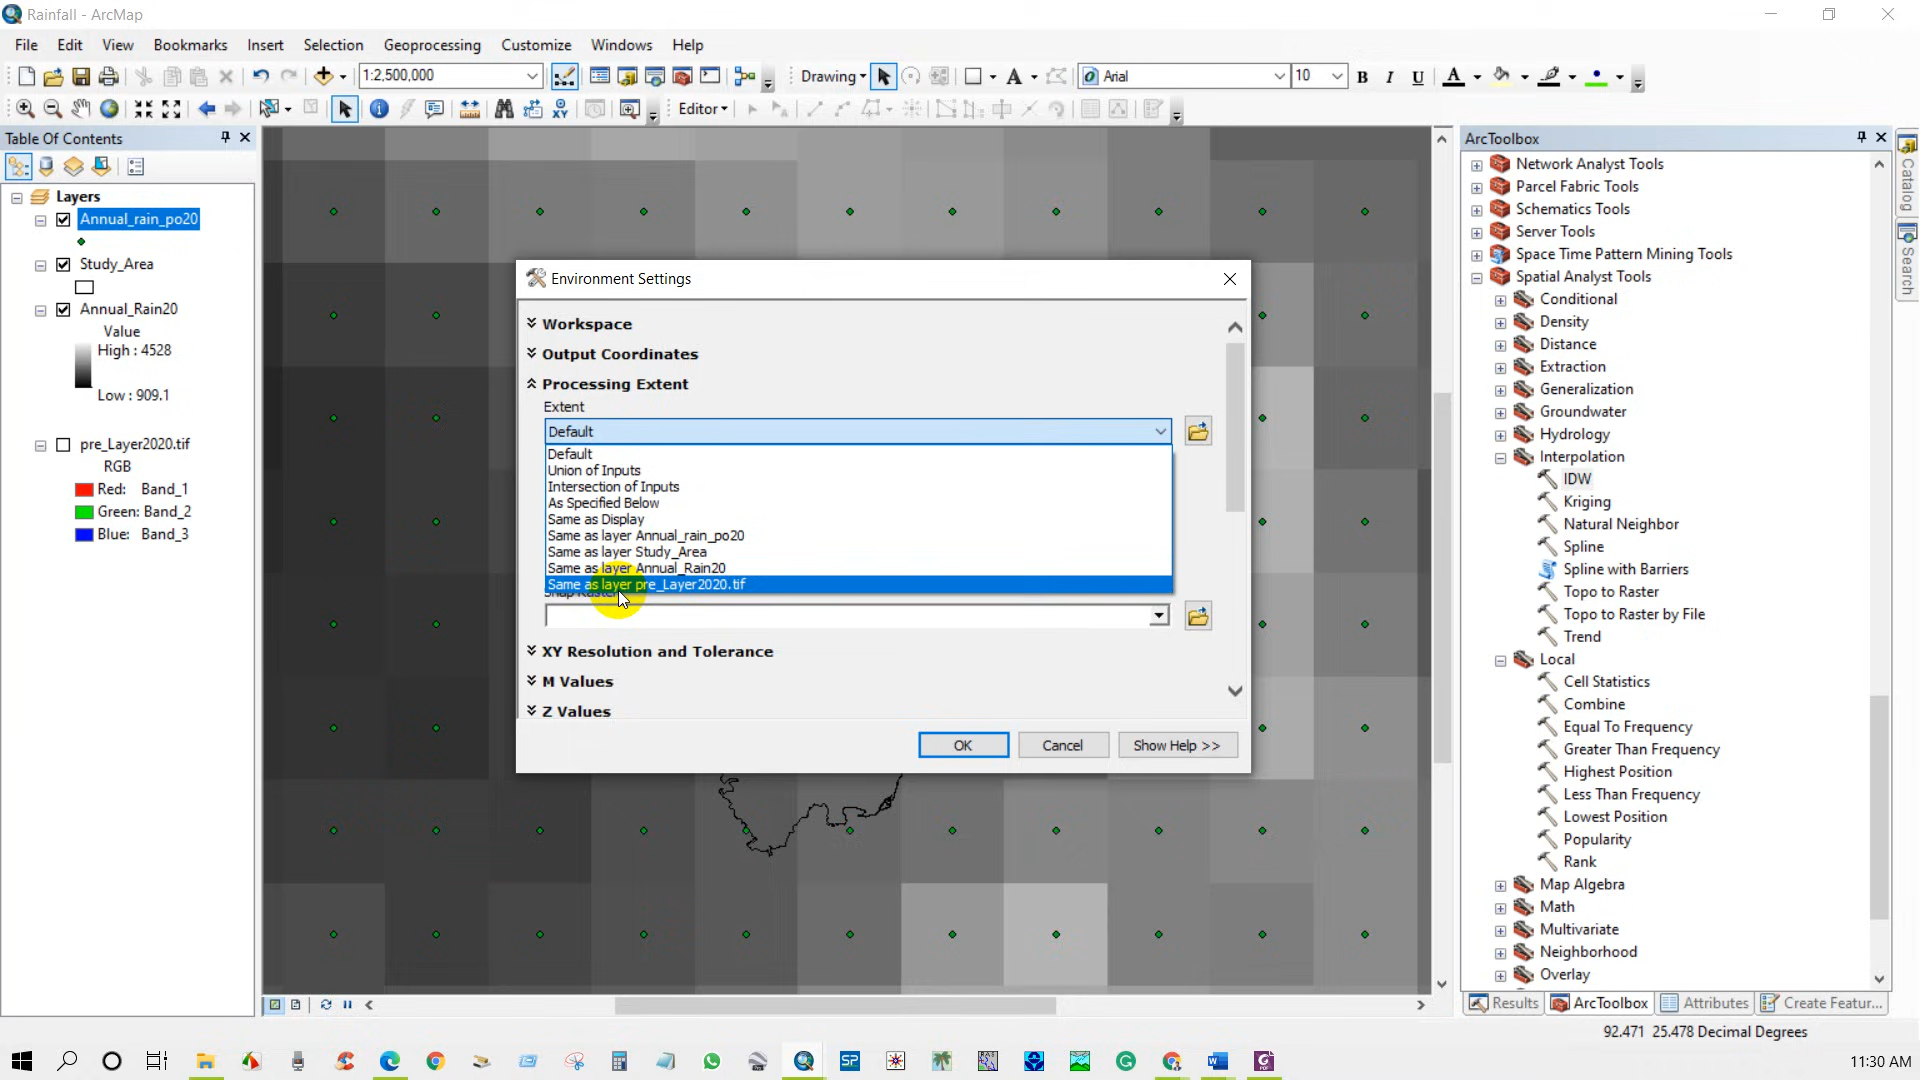 Rainfall - ArcMap
File Edit View Bookmarks Insert Selection Geoprocessing Customize Windows Help
1:2,500,000 Drawing Arial 10 B I U A
Editor
Table Of Contents
Layers
Annual_rain_po20
Study_Area
Annual_Rain20
Value
High : 4528
Low : 909.1
pre_Layer2020.tif
RGB
Red: Band_1
Green: Band_2
Blue: Band_3
Environment Settings
Workspace
Output Coordinates
Processing Extent
Extent
Default
Default
Union of Inputs
Intersection of Inputs
As Specified Below
Same as Display
Same as layer Annual_rain_po20
Same as layer Study_Area
Same as layer Annual_Rain20
Same as layer pre_Layer2020.tif
Snap Raster
XY Resolution and Tolerance
M Values
Z Values
OK Cancel Show Help >>
ArcToolbox
Network Analyst Tools
Parcel Fabric Tools
Schematics Tools
Server Tools
Space Time Pattern Mining Tools
Spatial Analyst Tools
Conditional
Density
Distance
Extraction
Generalization
Groundwater
Hydrology
Interpolation
IDW
Kriging
Natural Neighbor
Spline
Spline with Barriers
Topo to Raster
Topo to Raster by File
Trend
Local
Cell Statistics
Combine
Equal To Frequency
Greater Than Frequency
Highest Position
Less Than Frequency
Lowest Position
Popularity
Rank
Map Algebra
Math
Multivariate
Neighborhood
Overlay
Results ArcToolbox Attributes Create Featur...
Catalog
Search
92.471 25.478 Decimal Degrees
11:30 AM